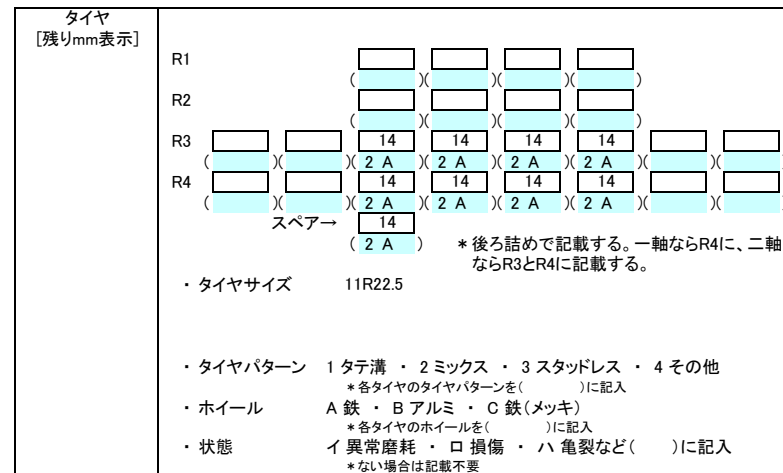 タイヤ
[残りmm表示]
R1
( )( )( )( )
R2
( )( )( )( )
R3 14 14 14 14
( )( )( 2 A )( 2 A )( 2 A )( 2 A )( )( )
R4 14 14 14 14
( )( )( 2 A )( 2 A )( 2 A )( 2 A )( )( )
スペア→ 14
( 2 A ) *後ろ詰めで記載する。一軸ならR4に、二軸
ならR3とR4に記載する。
・ タイヤサイズ 11R22.5
・ タイヤパターン 1 タテ溝 ・ 2 ミックス ・ 3 スタッドレス ・ 4 その他
*各タイヤのタイヤパターンを( )に記入
・ ホイール A 鉄 ・ B アルミ ・ C 鉄(メッキ)
*各タイヤのホイールを( )に記入
・ 状態 イ 異常磨耗 ・ ロ 損傷 ・ ハ 亀裂など( )に記入
*ない場合は記載不要